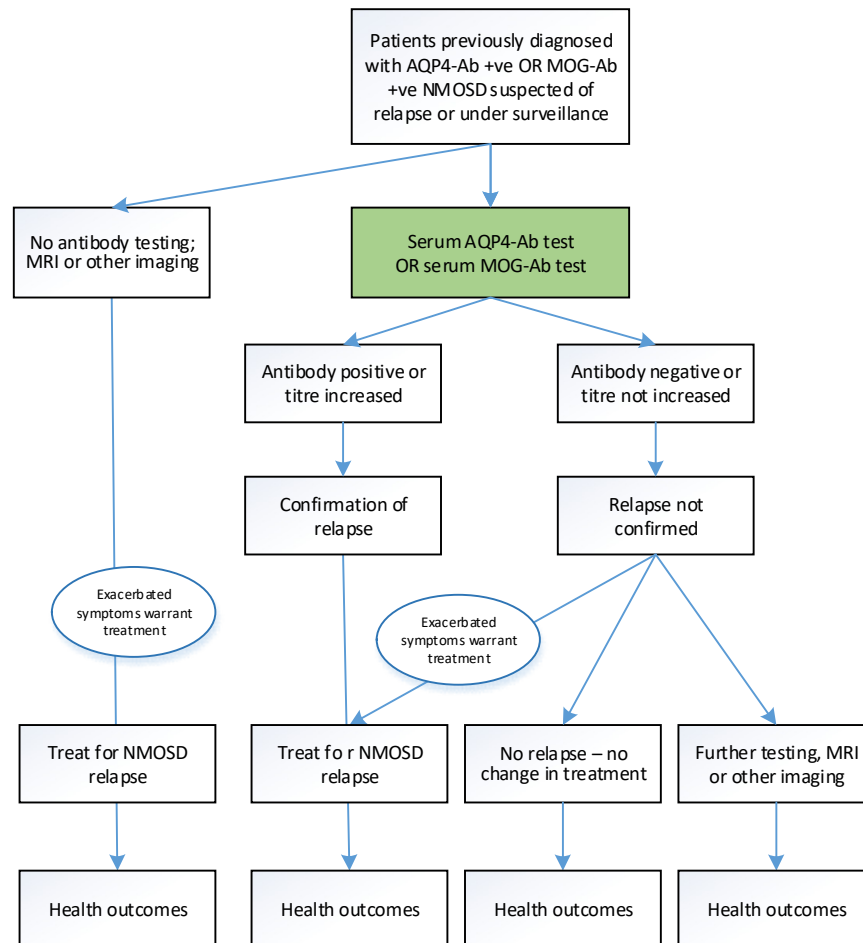 Patients previously diagnosed
with AQP4-Ab +ve OR MOG-Ab
+ve NMOSD suspected of
relapse or under surveillance
No antibody testing;
MRI or other imaging
Serum AQP4-Ab test
OR serum MOG-Ab test
Antibody positive or
titre increased
Antibody negative or
titre not increased
Confirmation of
relapse
Relapse not
confirmed
Exacerbated
symptoms warrant
treatment
Exacerbated
symptoms warrant
treatment
Treat for NMOSD
relapse
Treat for NMOSD
relapse
No relapse – no
change in treatment
Further testing, MRI
or other imaging
Health outcomes
Health outcomes
Health outcomes
Health outcomes